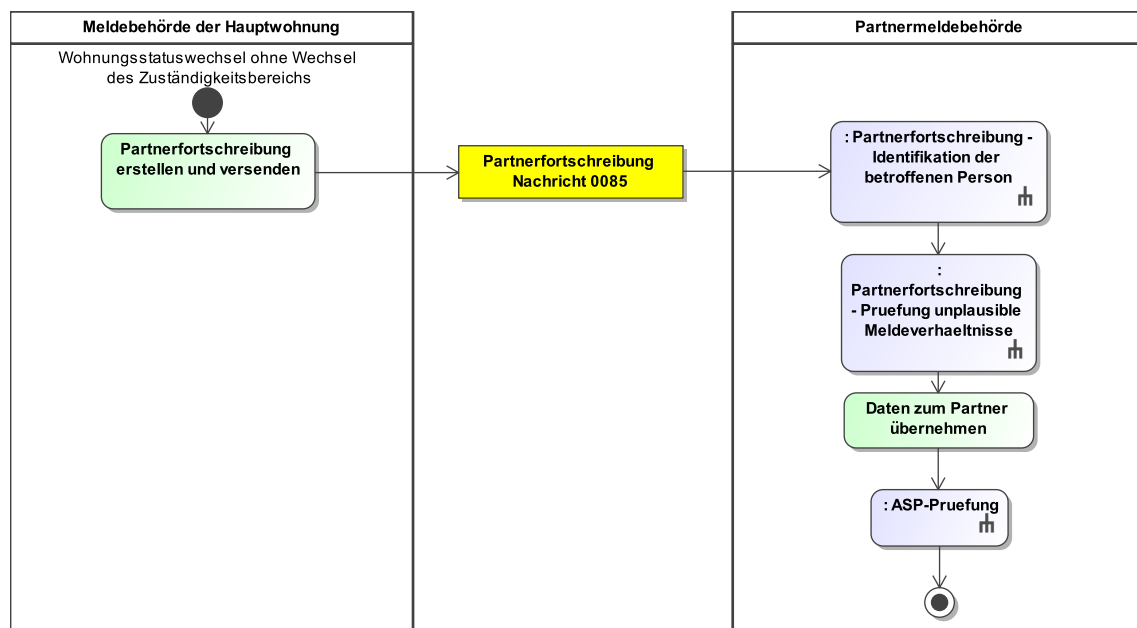 Meldebehörde der Hauptwohnung
Partnermeldebehörde
Wohnungsstatuswechsel ohne Wechsel
des Zuständigkeitsbereichs
Partnerfortschreibung
erstellen und versenden
Partnerfortschreibung
Nachricht 0085
: Partnerfortschreibung -
Identifikation der
betroffenen Person
:
Partnerfortschreibung
- Pruefung unplausible
Meldeverhaeltnisse
Daten zum Partner
übernehmen
: ASP-Pruefung